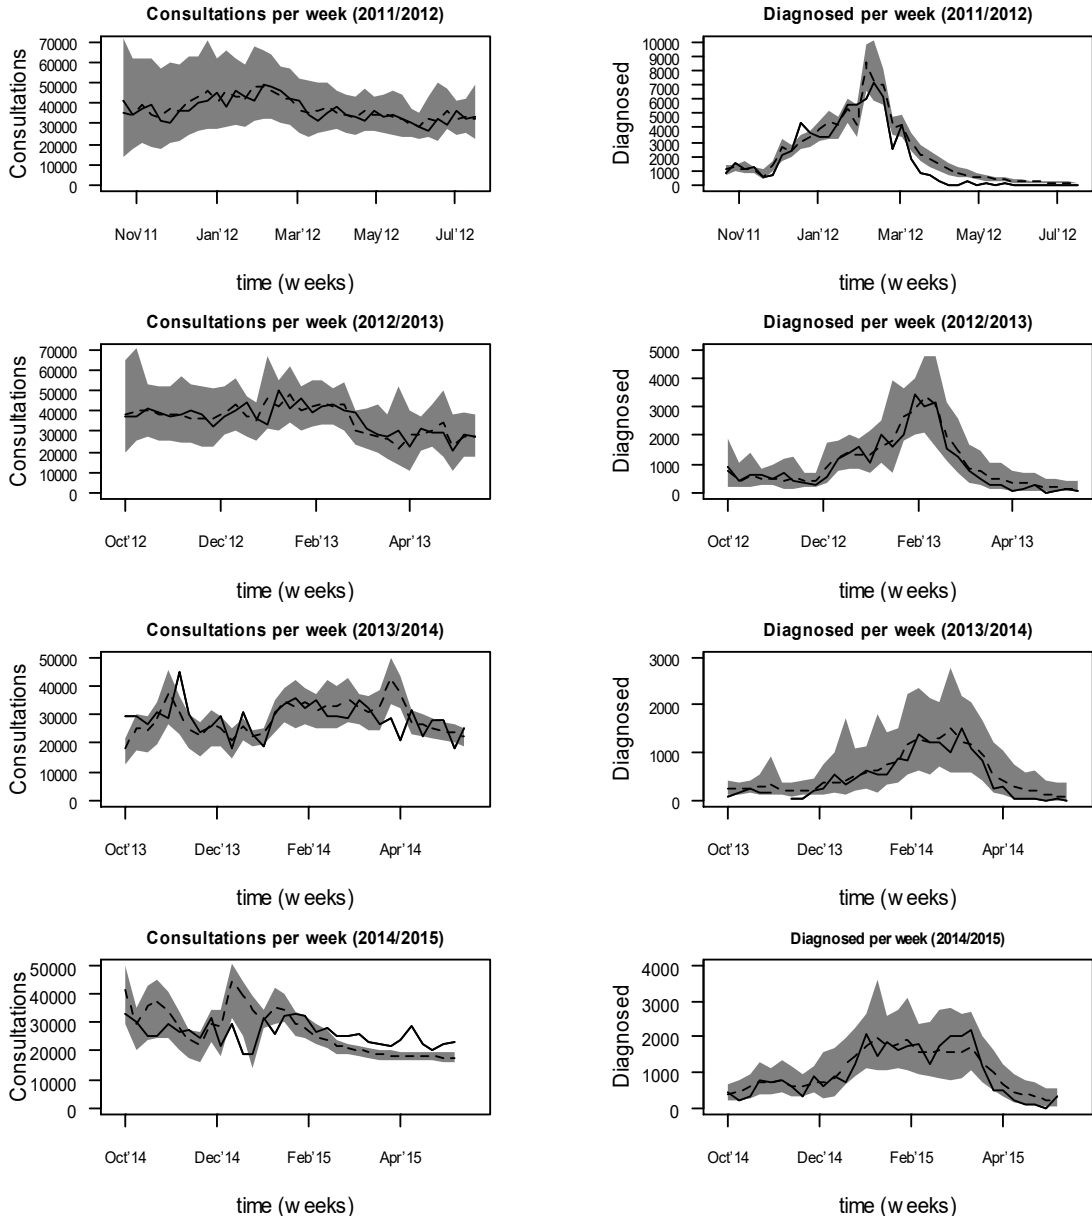 Consultations per week (2011/2012)
Consultations
70000
60000
50000
40000
30000
20000
10000
0
Nov'11 Jan'12 Mar'12 May'12 Jul'12
time (weeks)
Diagnosed per week (2011/2012)
Diagnosed
10000
9000
8000
7000
6000
5000
4000
3000
2000
1000
0
Nov'11 Jan'12 Mar'12 May'12 Jul'12
time (weeks)
Consultations per week (2012/2013)
Consultations
70000
60000
50000
40000
30000
20000
10000
0
Oct'12 Dec'12 Feb'13 Apr'13
time (weeks)
Diagnosed per week (2012/2013)
Diagnosed
5000
4000
3000
2000
1000
0
Oct'12 Dec'12 Feb'13 Apr'13
time (weeks)
Consultations per week (2013/2014)
Consultations
50000
40000
30000
20000
10000
0
Oct'13 Dec'13 Feb'14 Apr'14
time (weeks)
Diagnosed per week (2013/2014)
Diagnosed
3000
2000
1000
0
Oct'13 Dec'13 Feb'14 Apr'14
time (weeks)
Consultations per week (2014/2015)
Consultations
50000
40000
30000
20000
10000
0
Oct'14 Dec'14 Feb'15 Apr'15
time (weeks)
Diagnosed per week (2014/2015)
Diagnosed
4000
3000
2000
1000
0
Oct'14 Dec'14 Feb'15 Apr'15
time (weeks)